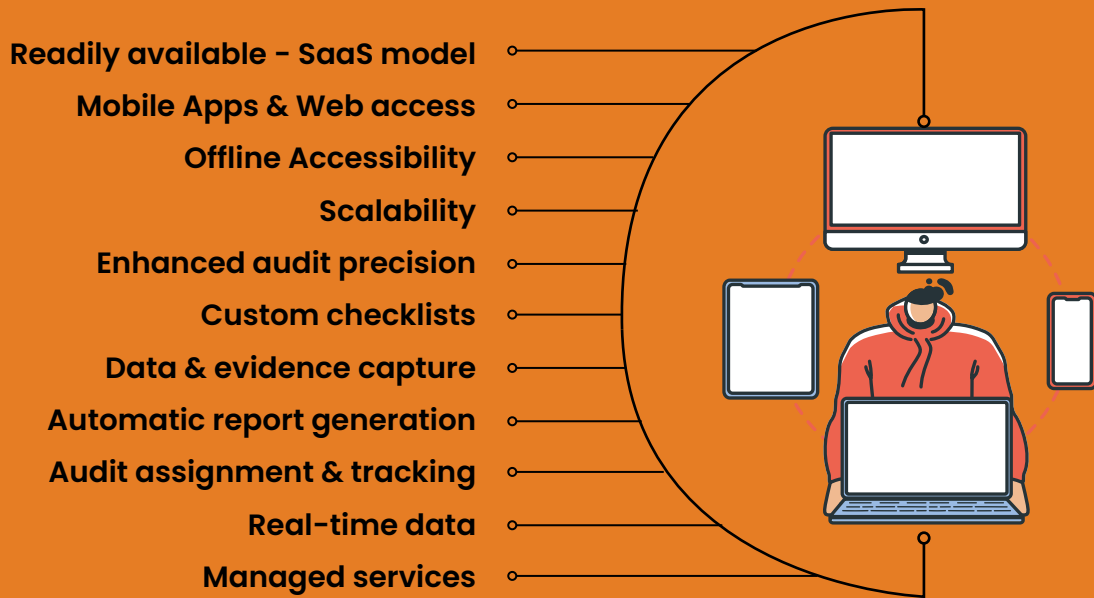 Readily available - SaaS model
Mobile Apps & Web access
Offline Accessibility
Scalability
Enhanced audit precision
Custom checklists
Data & evidence capture
Automatic report generation
Audit assignment & tracking
Real-time data
Managed services